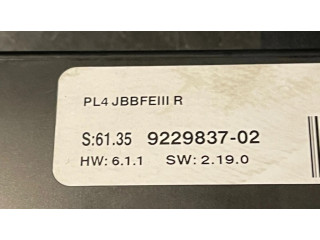 PL4 JBBFEIII R
S:61.35 9229837-02
HW: 6.1.1 SW: 2.19.0